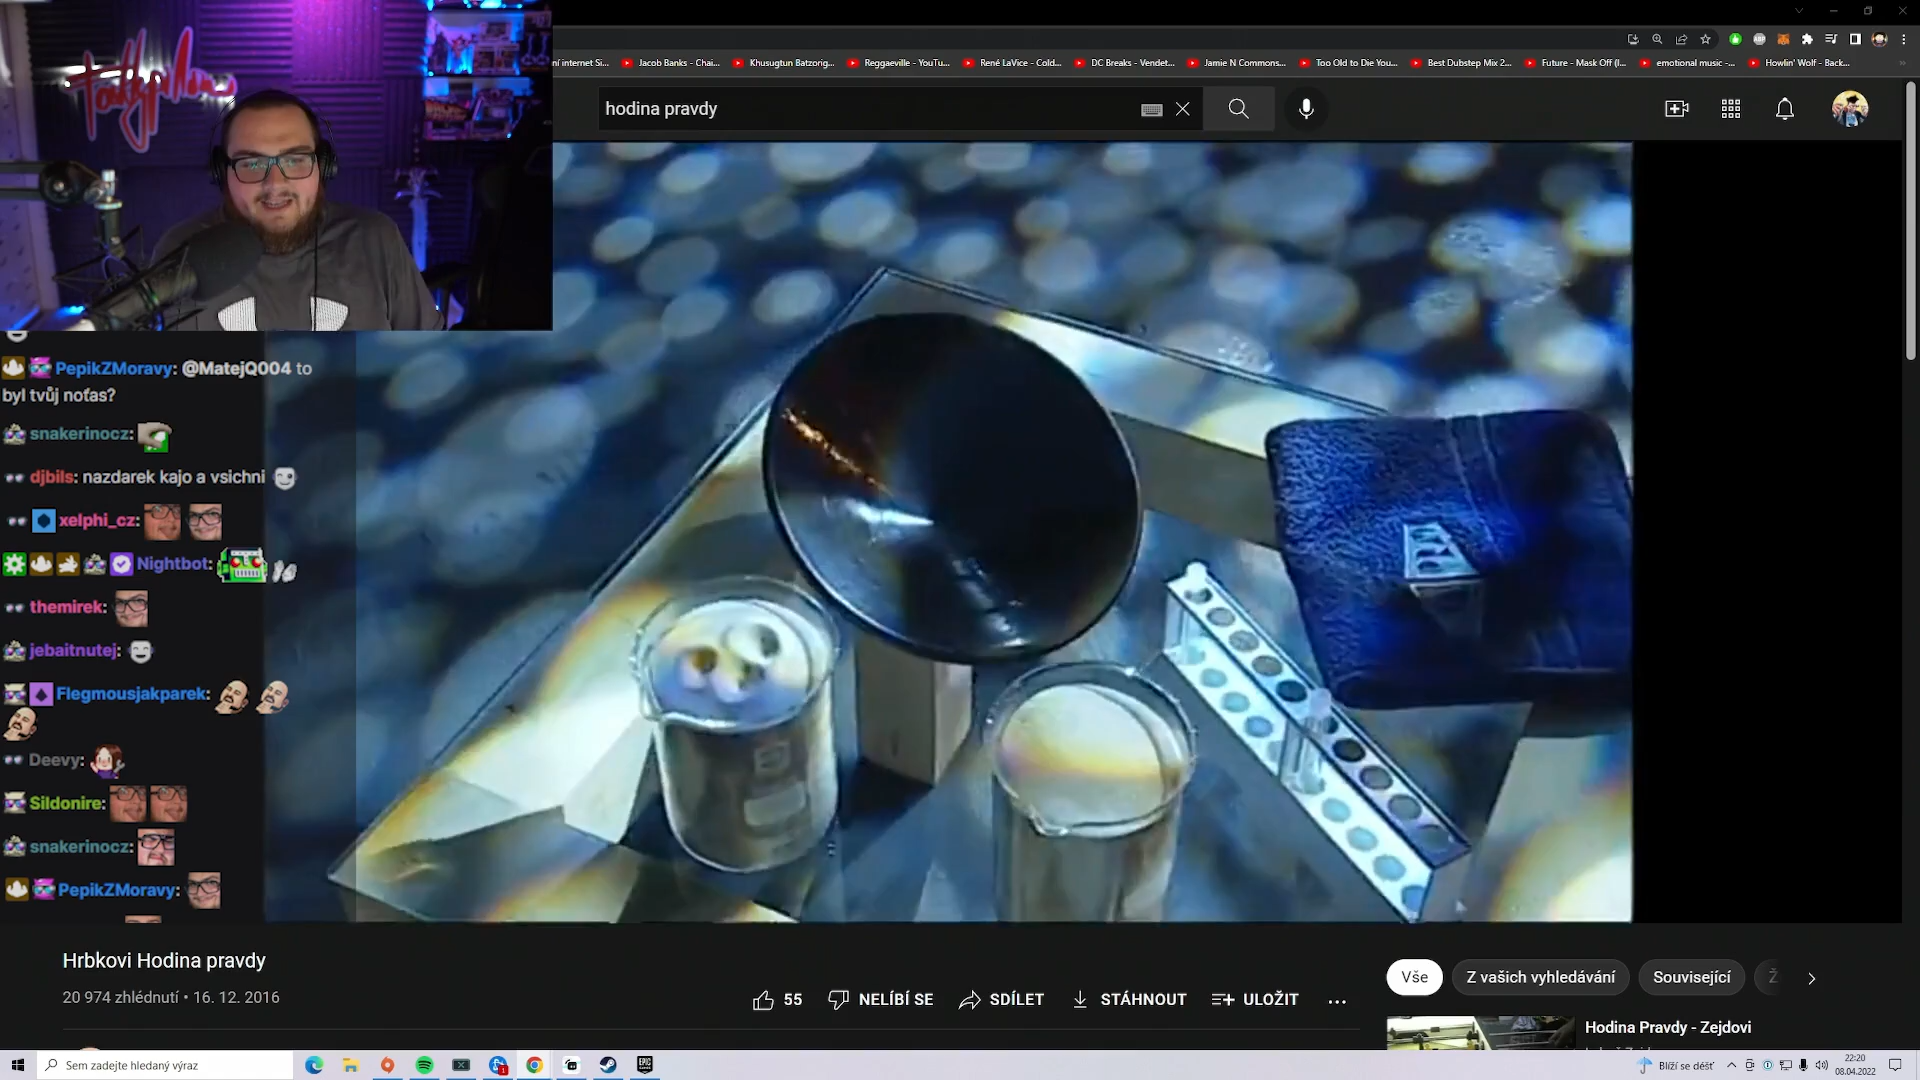 nf internet Si...
Jacob Banks - Chai...
Khusugtun Batzorig...
Reggaeville - YouTu...
René LaVice - Cold...
DC Breaks - Vendet...
Jamie N Commons...
Too Old to Die You...
Best Dubstep Mix 2...
Future - Mask Off (I...
emotional music -...
Howlin' Wolf - Back...
hodina pravdy
PepikZMoravy: @MatejQ004 to
byl tvůj noťas?
snakerinocz:
djbils: nazdarek kajo a vsichni
xelphi_cz:
Nightbot:
themirek:
jebaitnutej:
Flegmousjakparek:
Deevy:
Sildonire:
snakerinocz:
PepikZMoravy:
Hrbkovi Hodina pravdy
20 974 zhlédnutí • 16. 12. 2016
55
NELÍBÍ SE
SDÍLET
STÁHNOUT
ULOŽIT
Vše
Z vašich vyhledávání
Související
Hodina Pravdy - Zejdovi
Sem zadejte hledaný výraz
Blíží se déšť
22:20
08.04.2022